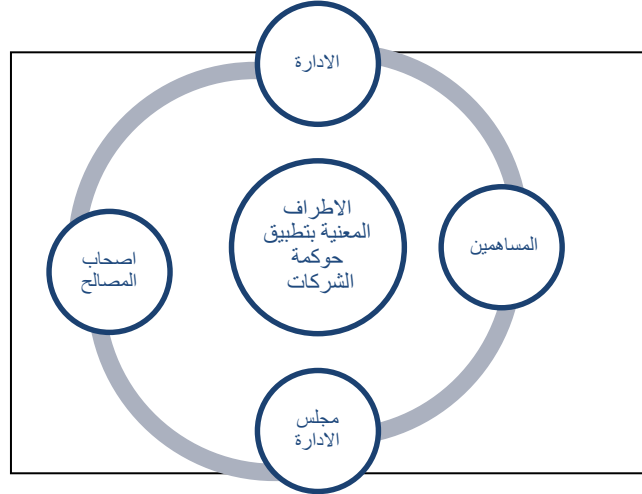 الادارة
الاطراف
المعنية بتطبيق
حوكمة
الشركات
المساهمين
اصحاب
المصالح
مجلس
الادارة